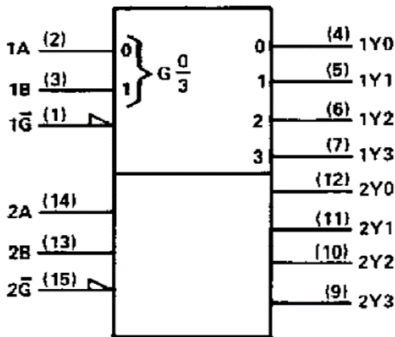 1A (2) 0 0 (4) 1Y0
1B (3) 1 } G 0/3 1 (5) 1Y1
1G̅ (1) 2 (6) 1Y2
3 (7) 1Y3
(12) 2Y0
2A (14) (11) 2Y1
2B (13) (10) 2Y2
2G̅ (15) (9) 2Y3